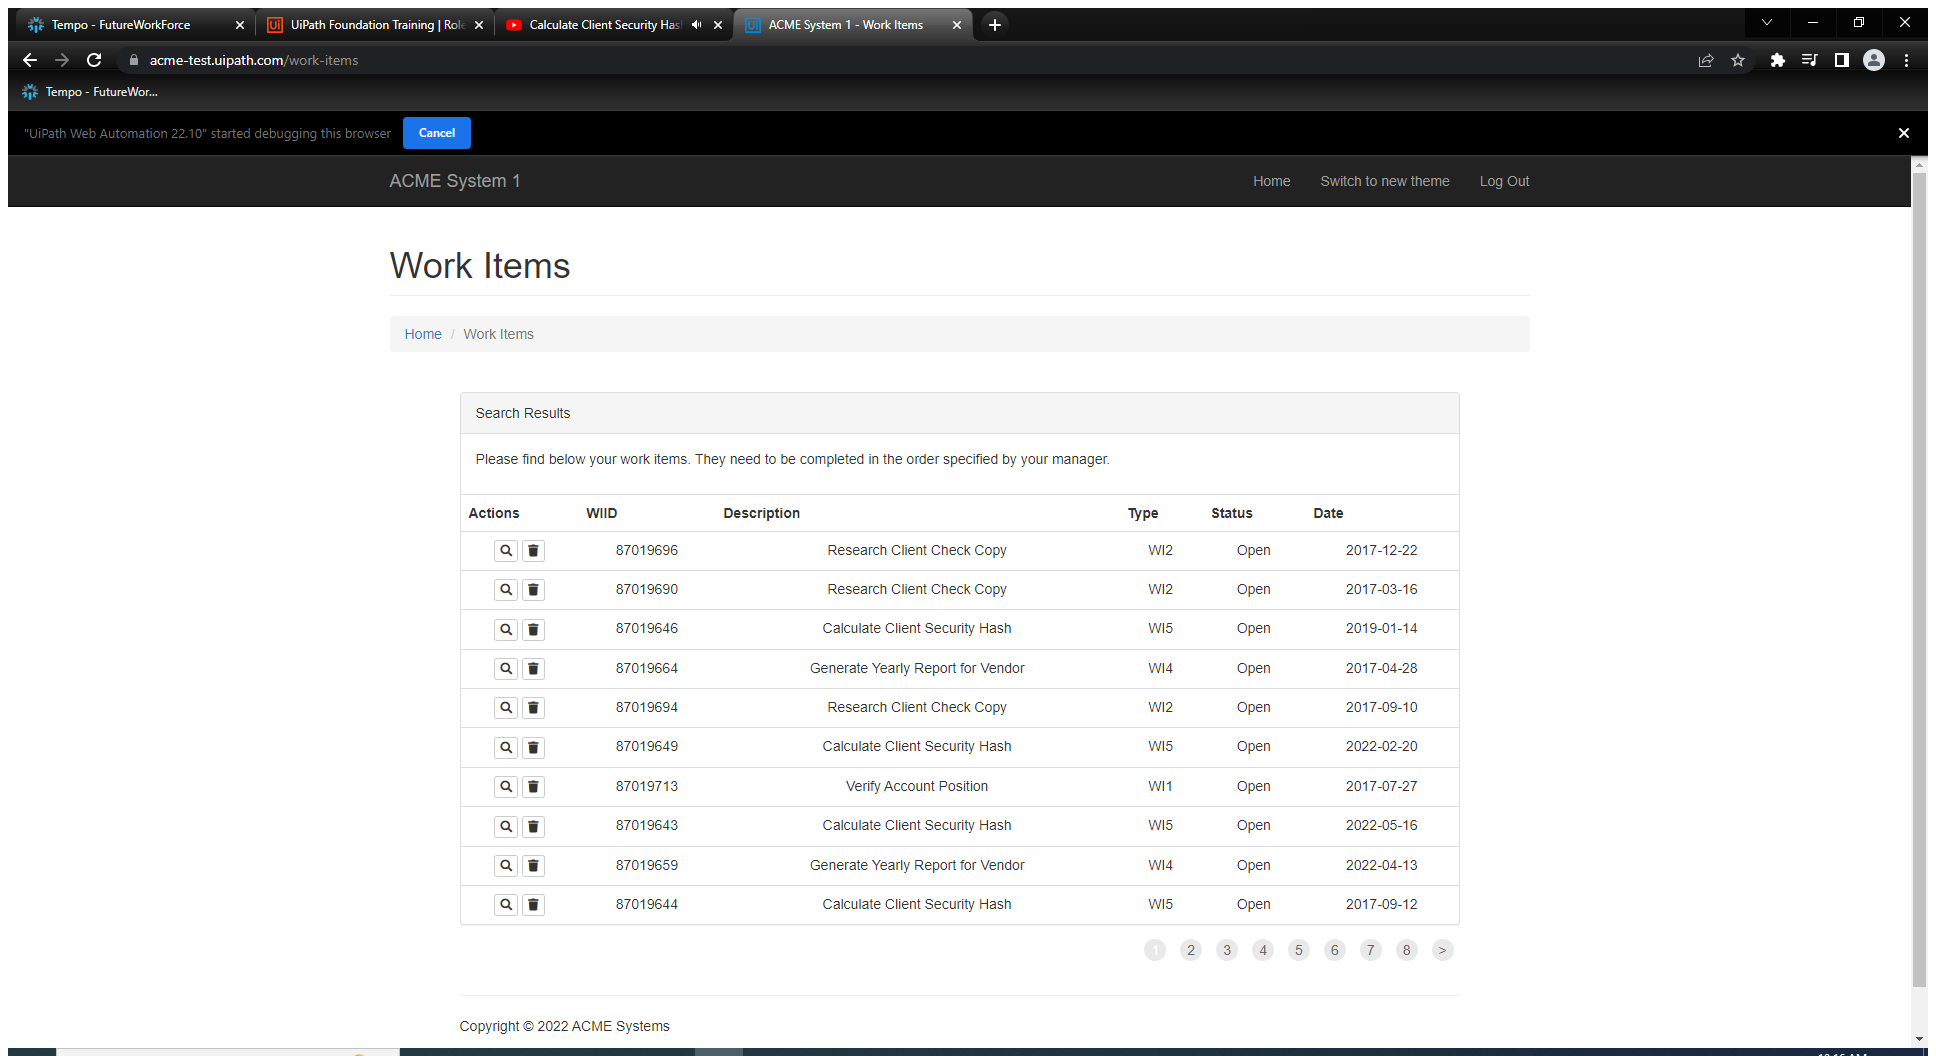 Tempo - FutureWorkForce
UiPath Foundation Training | Role
Calculate Client Security Has
ACME System 1 - Work Items
acme-test.uipath.com/work-items
Tempo - FutureWor...
"UiPath Web Automation 22.10" started debugging this browser Cancel
ACME System 1 Home Switch to new theme Log Out
Work Items
Home / Work Items
Search Results
Please find below your work items. They need to be completed in the order specified by your manager.
Actions WIID Description Type Status Date
87019696 Research Client Check Copy WI2 Open 2017-12-22
87019690 Research Client Check Copy WI2 Open 2017-03-16
87019646 Calculate Client Security Hash WI5 Open 2019-01-14
87019664 Generate Yearly Report for Vendor WI4 Open 2017-04-28
87019694 Research Client Check Copy WI2 Open 2017-09-10
87019649 Calculate Client Security Hash WI5 Open 2022-02-20
87019713 Verify Account Position WI1 Open 2017-07-27
87019643 Calculate Client Security Hash WI5 Open 2022-05-16
87019659 Generate Yearly Report for Vendor WI4 Open 2022-04-13
87019644 Calculate Client Security Hash WI5 Open 2017-09-12
1 2 3 4 5 6 7 8 >
Copyright © 2022 ACME Systems